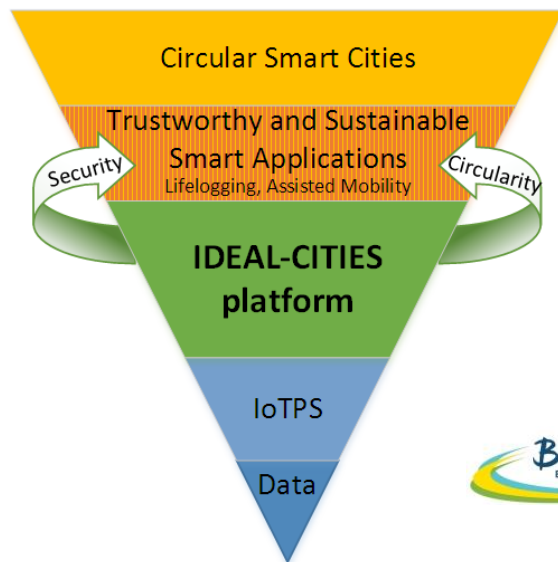 Circular Smart Cities
Trustworthy and Sustainable
Smart Applications
Lifelogging, Assisted Mobility
Security
Circularity
IDEAL-CITIES
platform
IoTPS
Data